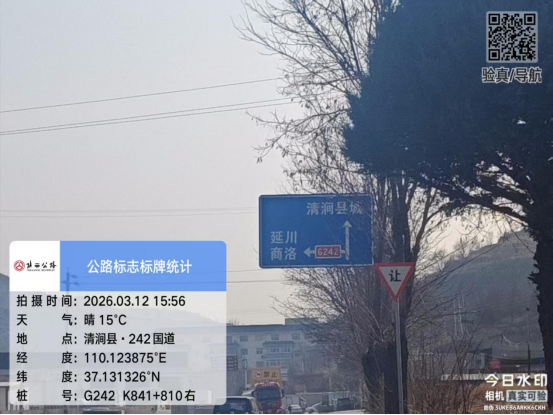 验真/导航
清涧县城
延川
商洛
G242
让
陕西公路
公路标志标牌统计
拍摄时间：2026.03.12 15:56
天 气：晴 15°C
地 点：清涧县·242国道
经 度：110.123875°E
纬 度：37.131326°N
桩 号：G242 K841+810右
今日水印
相机 真实可验